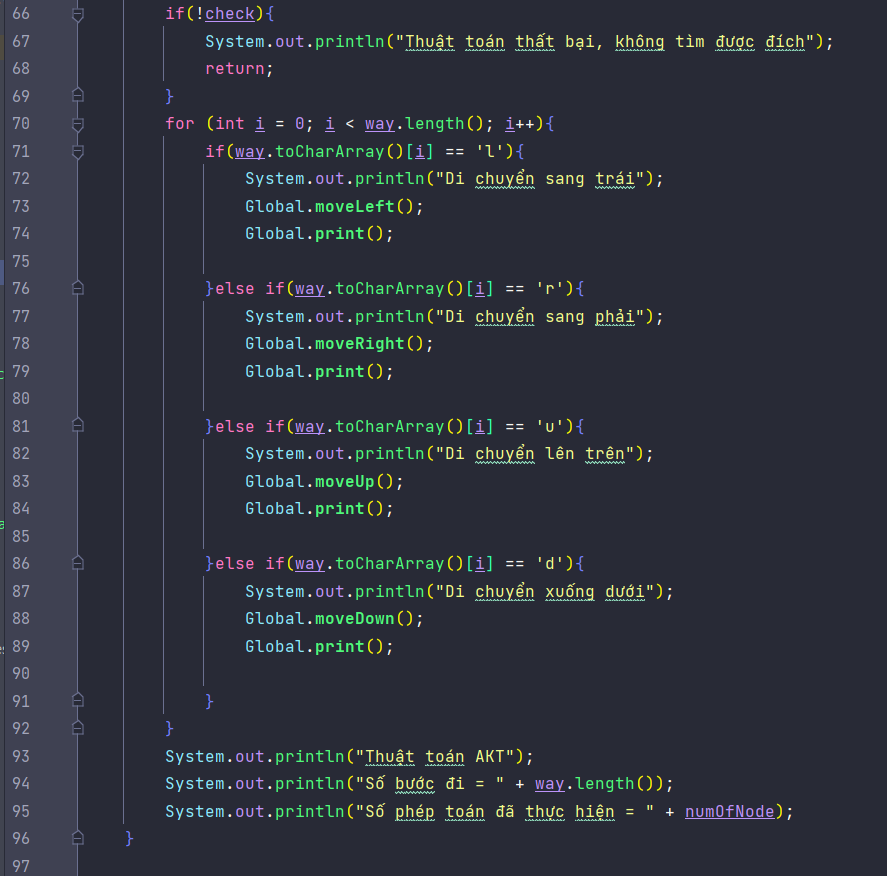 66 if(!check){
67 System.out.println("Thuật toán thất bại, không tìm được đích");
68 return;
69 }
70 for (int i = 0; i < way.length(); i++){
71 if(way.toCharArray()[i] == 'l'){
72 System.out.println("Di chuyển sang trái");
73 Global.moveLeft();
74 Global.print();
75
76 }else if(way.toCharArray()[i] == 'r'){
77 System.out.println("Di chuyển sang phải");
78 Global.moveRight();
79 Global.print();
80
81 }else if(way.toCharArray()[i] == 'u'){
82 System.out.println("Di chuyển lên trên");
83 Global.moveUp();
84 Global.print();
85
86 }else if(way.toCharArray()[i] == 'd'){
87 System.out.println("Di chuyển xuống dưới");
88 Global.moveDown();
89 Global.print();
90
91 }
92 }
93 System.out.println("Thuật toán AKT");
94 System.out.println("Số bước đi = " + way.length());
95 System.out.println("Số phép toán đã thực hiện = " + numOfNode);
96 }
97